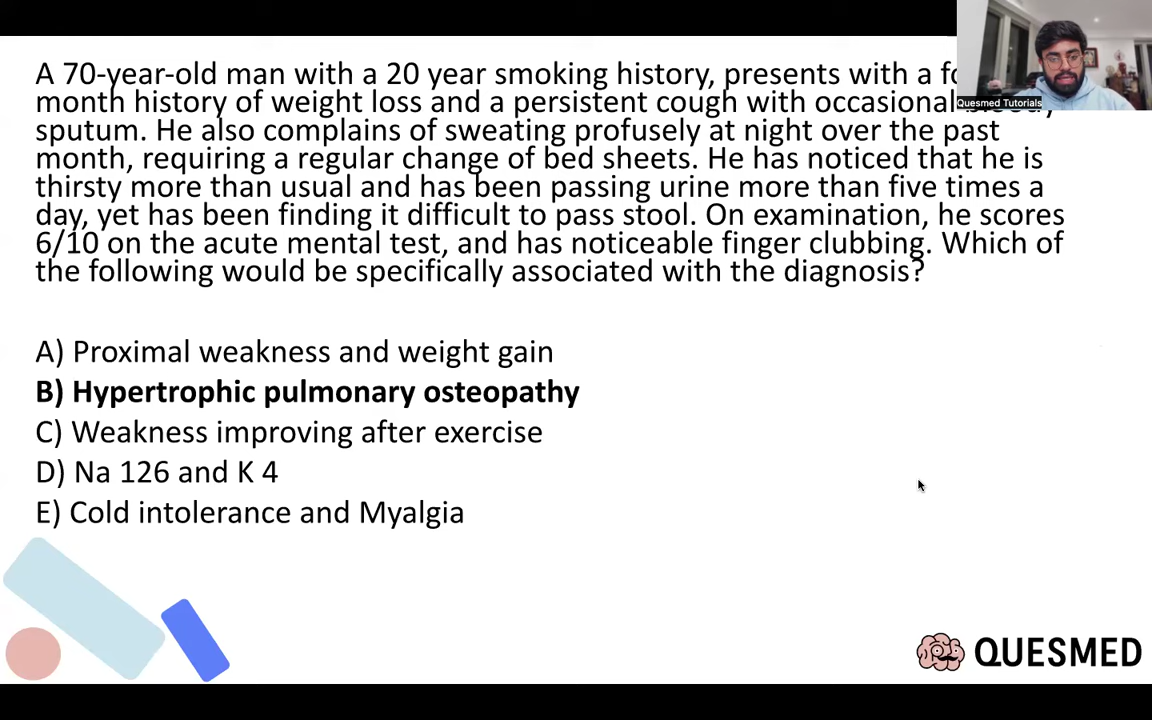 A 70-year-old man with a 20 year smoking history, presents with a
month history of weight loss and a persistent cough with occasional bloody
sputum. He also complains of sweating profusely at night over the past
month, requiring a regular change of bed sheets. He has noticed that he is
thirsty more than usual and has been passing urine more than five times a
day, yet has been finding it difficult to pass stool. On examination, he scores
6/10 on the acute mental test, and has noticeable finger clubbing. Which of
the following would be specifically associated with the diagnosis?
A) Proximal weakness and weight gain
B) Hypertrophic pulmonary osteopathy
C) Weakness improving after exercise
D) Na 126 and K 4
E) Cold intolerance and Myalgia
Quesmed Tutorials
QUESMED